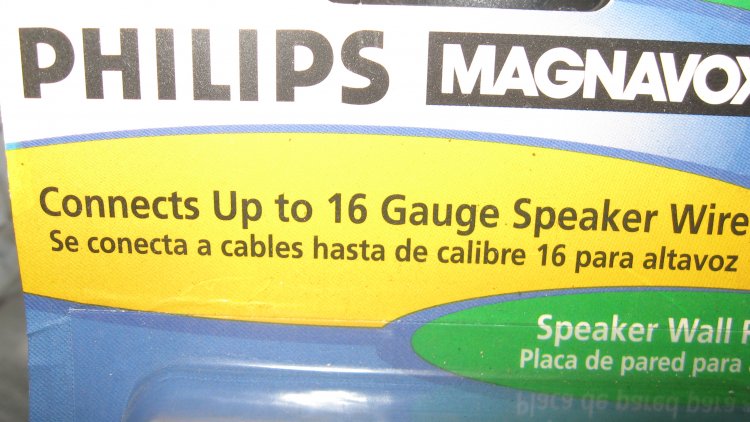 PHILIPS MAGNAVOX
Connects Up to 16 Gauge Speaker Wire
Se conecta a cables hasta de calibre 16 para altavoz
Speaker Wall
Placa de pared para